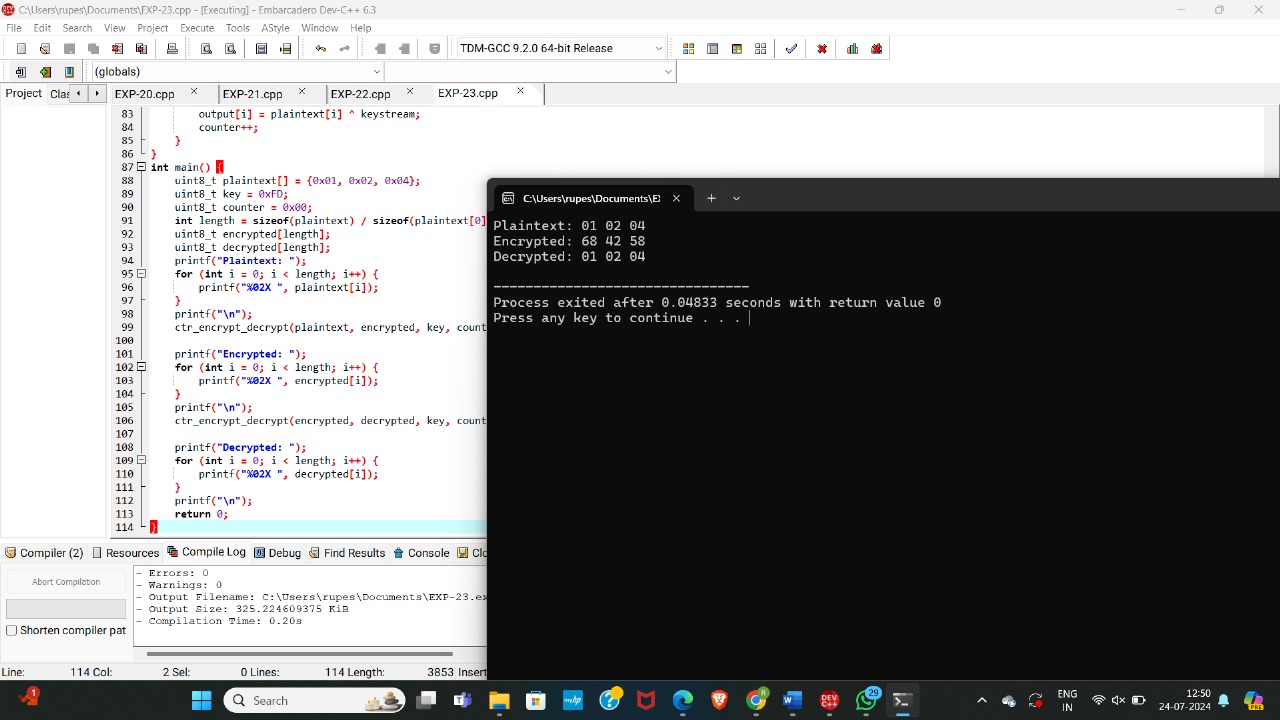 C:\Users\rupes\Documents\EXP-23.cpp - [Executing] - Embarcadero Dev-C++ 6.3
File Edit Search View Project Execute Tools AStyle Window Help
TDM-GCC 9.2.0 64-bit Release
(globals)
Project Clas EXP-20.cpp EXP-21.cpp EXP-22.cpp EXP-23.cpp
83 output[i] = plaintext[i] ^ keystream;
84 counter++;
85 }
86 }
87 int main() {
88 uint8_t plaintext[] = {0x01, 0x02, 0x04};
89 uint8_t key = 0xFD;
90 uint8_t counter = 0x00;
91 int length = sizeof(plaintext) / sizeof(plaintext[0]
92 uint8_t encrypted[length];
93 uint8_t decrypted[length];
94 printf("Plaintext: ");
95 for (int i = 0; i < length; i++) {
96 printf("%02X ", plaintext[i]);
97 }
98 printf("\n");
99 ctr_encrypt_decrypt(plaintext, encrypted, key, count
100
101 printf("Encrypted: ");
102 for (int i = 0; i < length; i++) {
103 printf("%02X ", encrypted[i]);
104 }
105 printf("\n");
106 ctr_encrypt_decrypt(encrypted, decrypted, key, count
107
108 printf("Decrypted: ");
109 for (int i = 0; i < length; i++) {
110 printf("%02X ", decrypted[i]);
111 }
112 printf("\n");
113 return 0;
114 }
C:\Users\rupes\Documents\E
Plaintext: 01 02 04
Encrypted: 68 42 58
Decrypted: 01 02 04
--------------------------------
Process exited after 0.04833 seconds with return value 0
Press any key to continue . . .
Compiler (2) Resources Compile Log Debug Find Results Console Clo
Abort Compilation
Shorten compiler pat
- Errors: 0
- Warnings: 0
- Output Filename: C:\Users\rupes\Documents\EXP-23.ex
- Output Size: 325.224609375 KiB
- Compilation Time: 0.20s
Line: 114 Col: 2 Sel: 0 Lines: 114 Length: 3853 Insert
1 Search 29 ENG 12:50
IN 24-07-2024